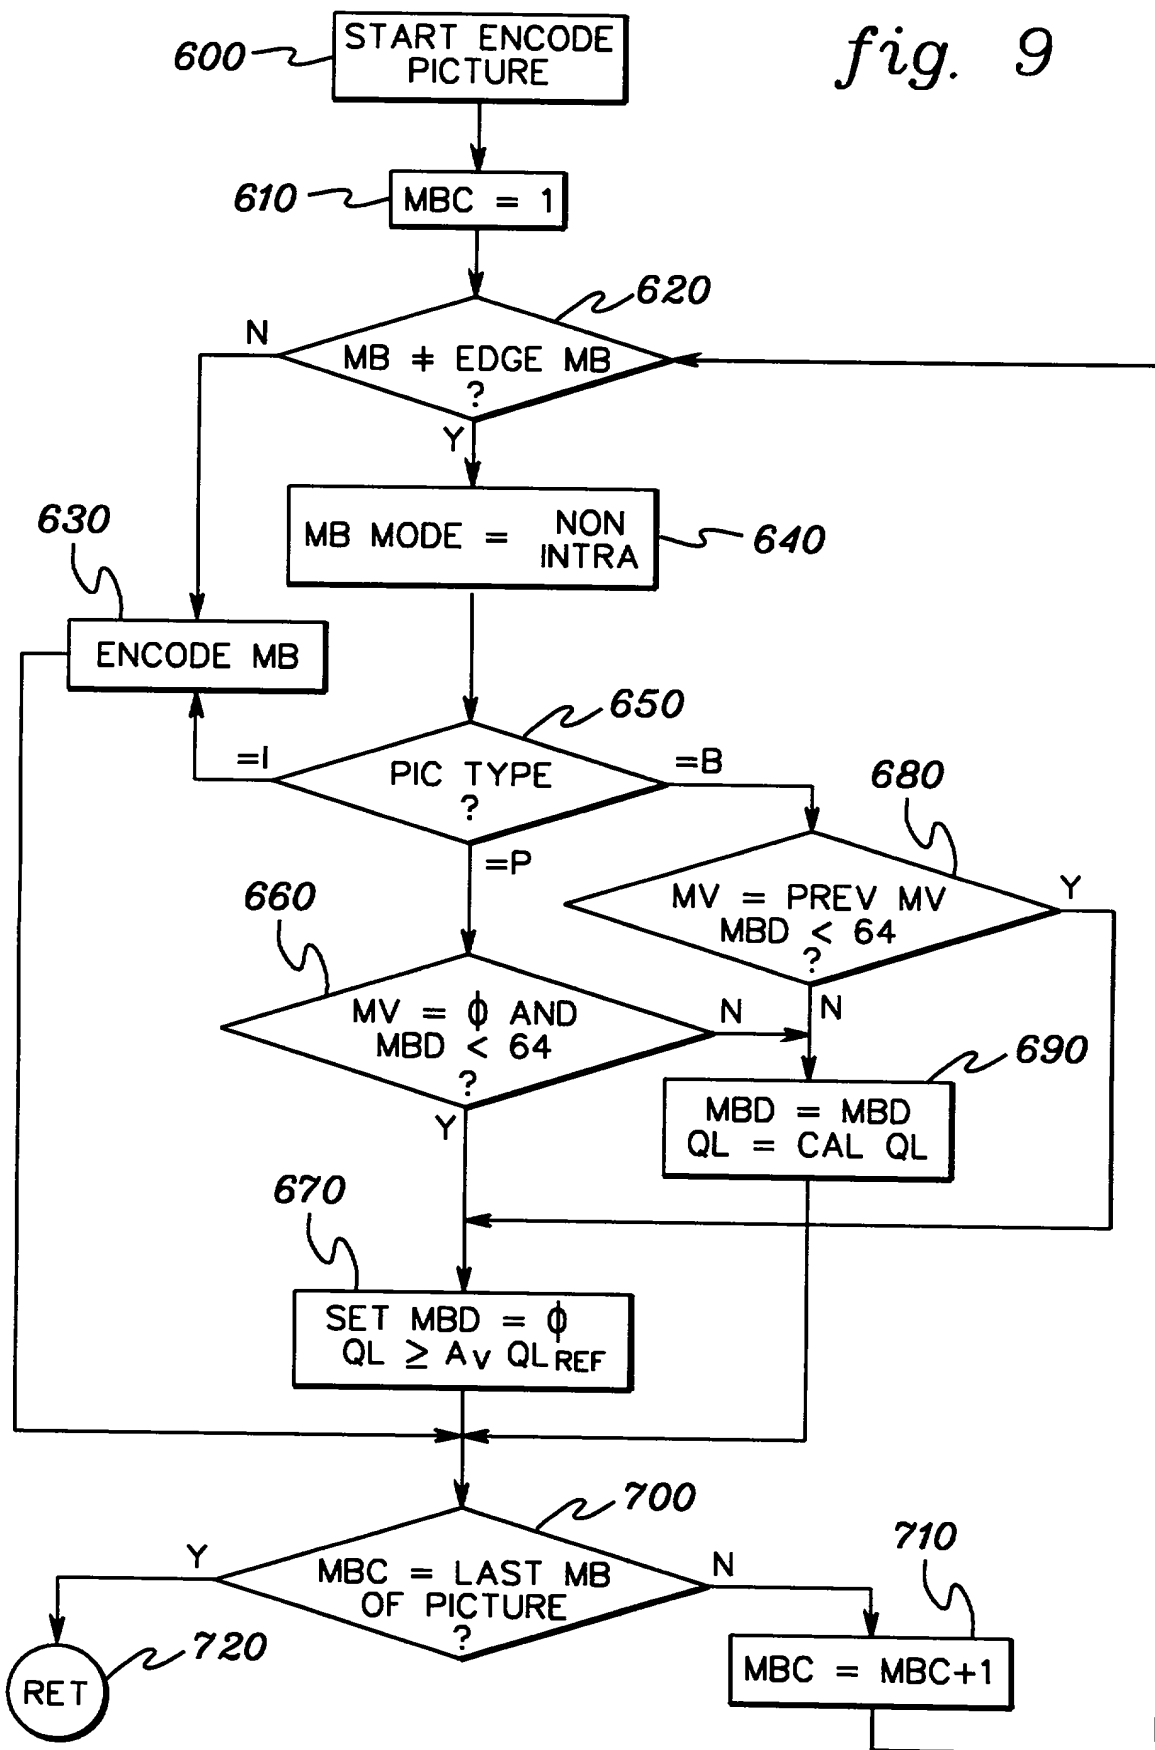 fig. 9
600
START ENCODE
PICTURE
610
MBC = 1
620
N
MB ≠ EDGE MB
?
Y
630
MB MODE = NON
INTRA
640
ENCODE MB
650
=I
PIC TYPE
?
=B
=P
680
MV = PREV MV
MBD < 64
?
Y
N
660
MV = ϕ AND
MBD < 64
?
N
Y
690
MBD = MBD
QL = CAL QL
670
SET MBD = ϕ
QL ≥ AV QLREF
700
Y
MBC = LAST MB
OF PICTURE
?
N
710
MBC = MBC+1
720
RET